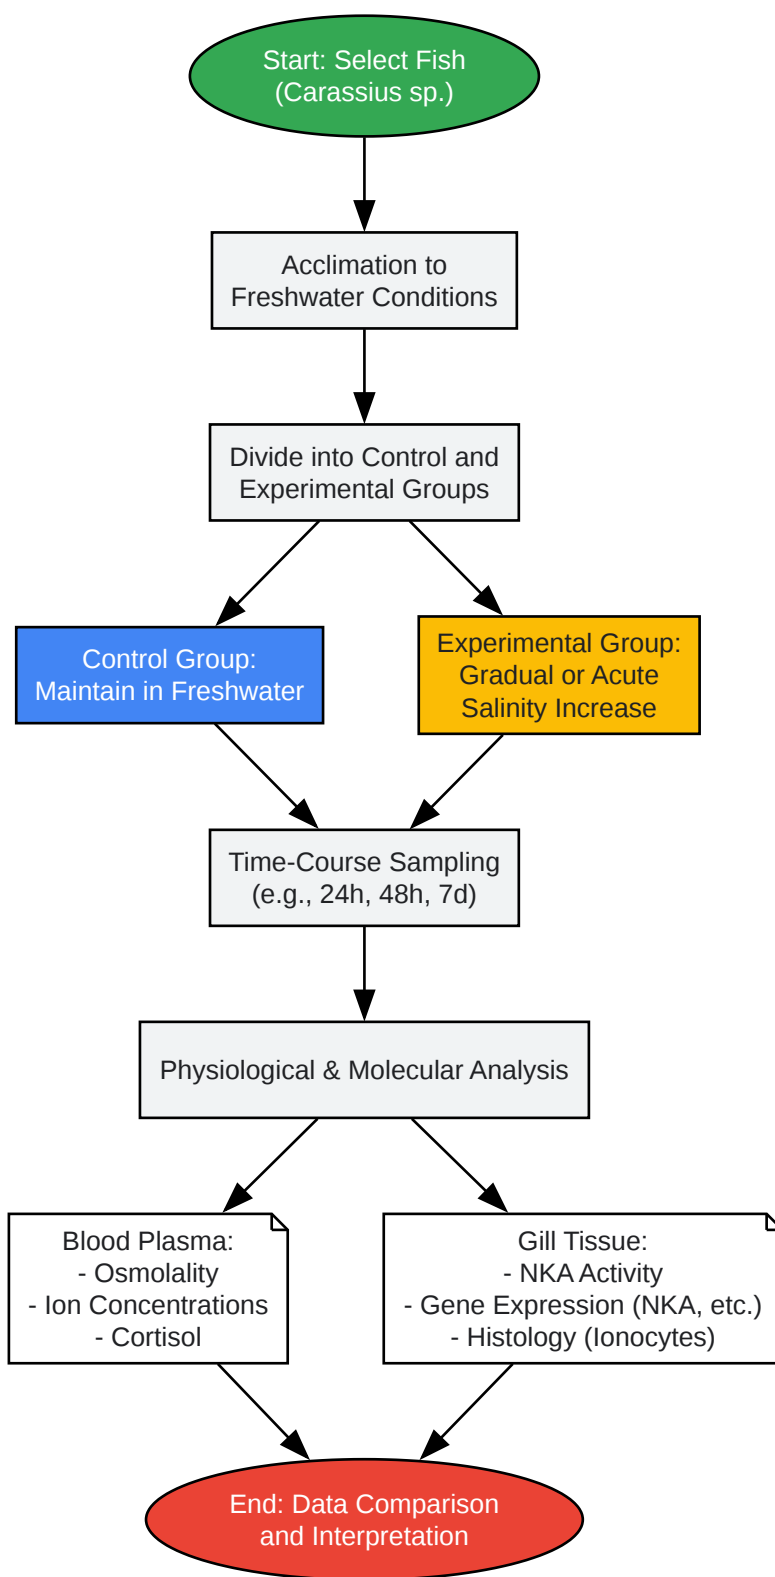 Start: Select Fish
(Carassius sp.)
Acclimation to
Freshwater Conditions
Divide into Control and
Experimental Groups
Control Group:
Maintain in Freshwater
Experimental Group:
Gradual or Acute
Salinity Increase
Time-Course Sampling
(e.g., 24h, 48h, 7d)
Physiological & Molecular Analysis
Blood Plasma:
- Osmolality
- Ion Concentrations
- Cortisol
Gill Tissue:
- NKA Activity
- Gene Expression (NKA, etc.)
- Histology (Ionocytes)
End: Data Comparison
and Interpretation